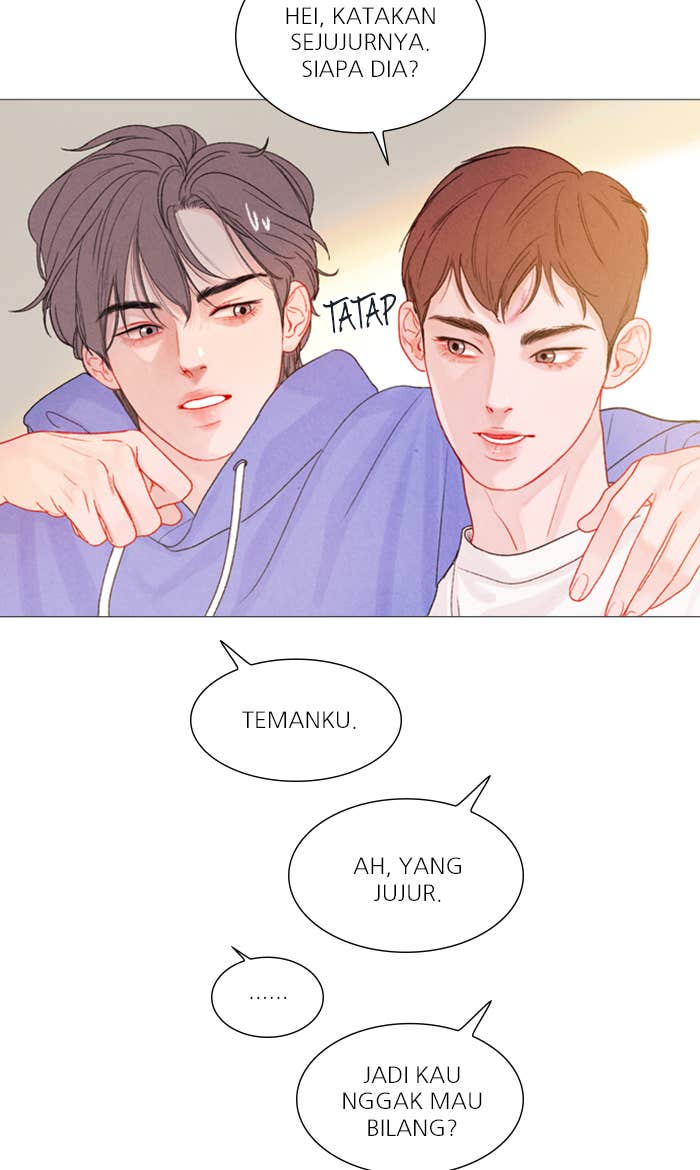 HEI, KATAKAN
SEJUJURNYA.
SIAPA DIA?
TATAP
TEMANKU.
AH, YANG
JUJUR.
......
JADI KAU
NGGAK MAU
BILANG?